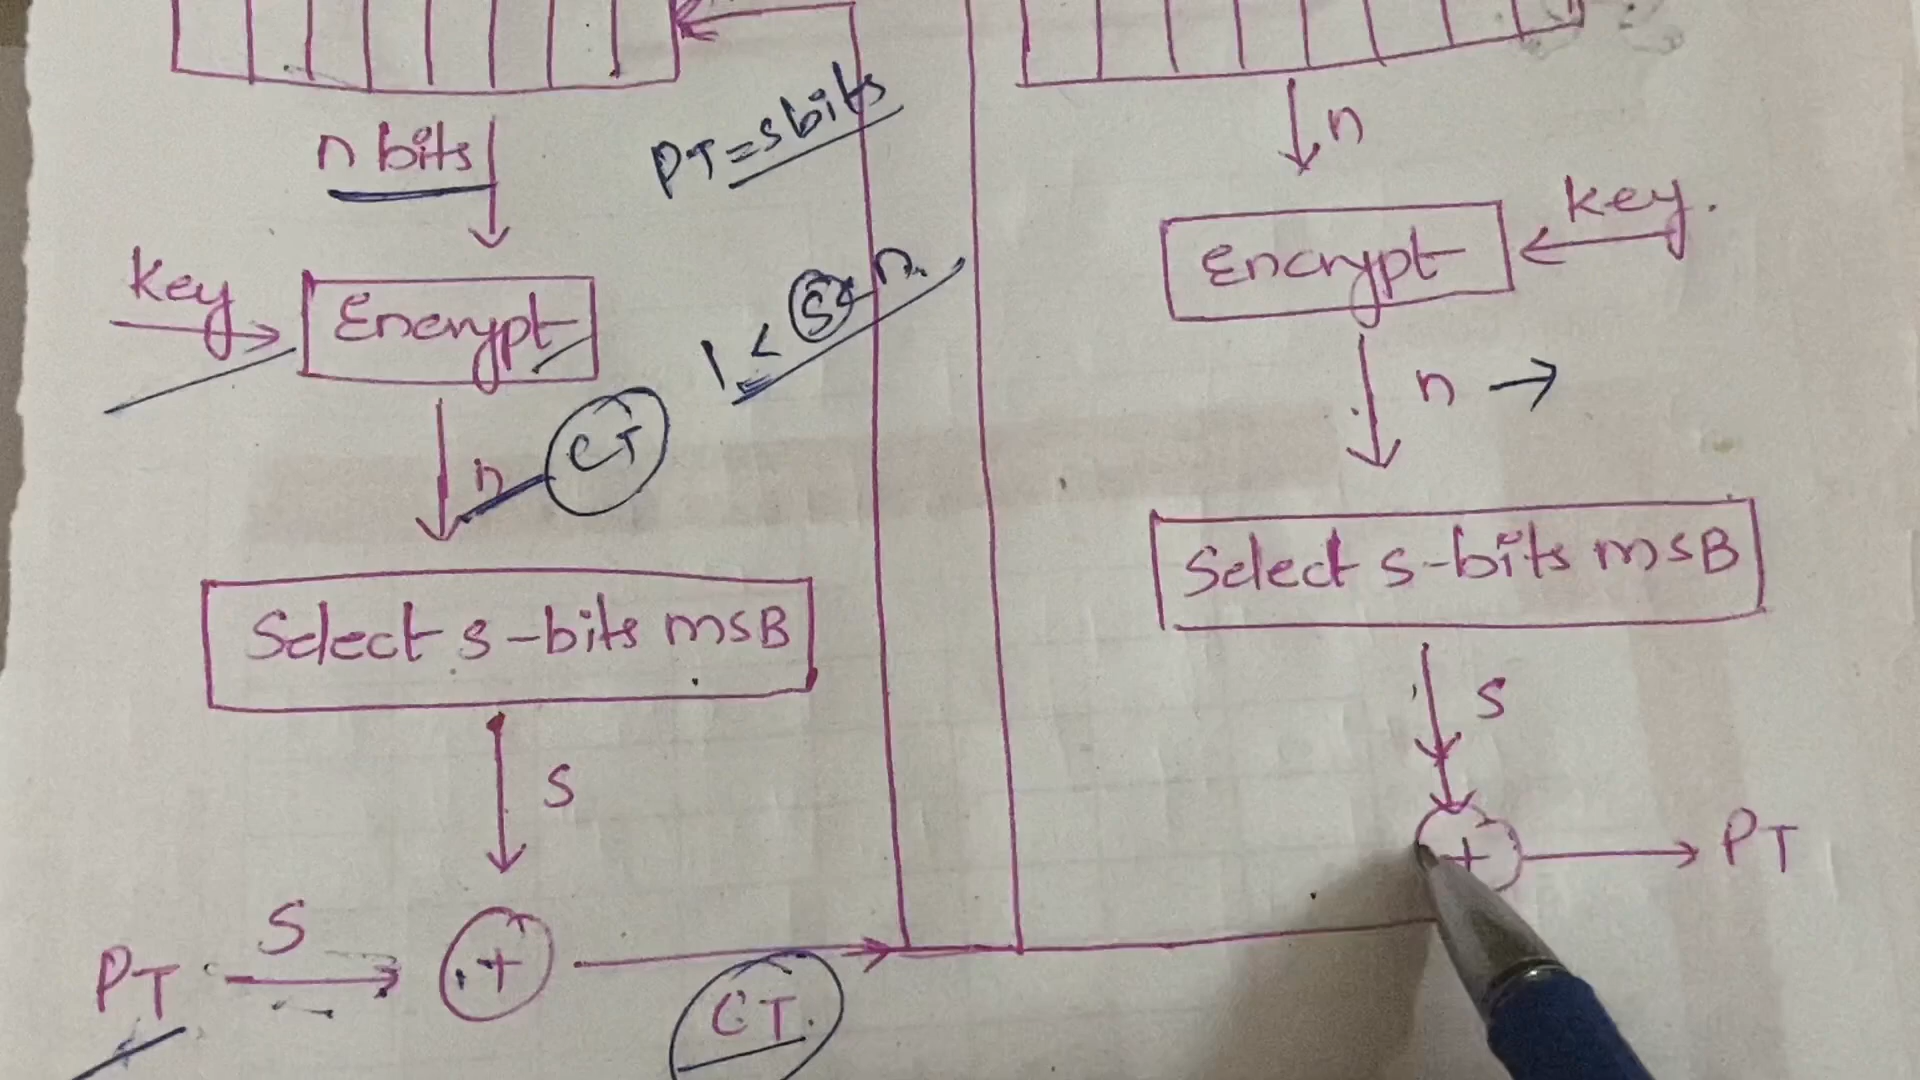 n bits
PT = s bits
n
key
Encrypt
1 < s < n.
key.
Encrypt
n
CT
n →
Select s-bits MSB
Select s-bits MSB
s
s
PT
S
+
CT.
+
PT